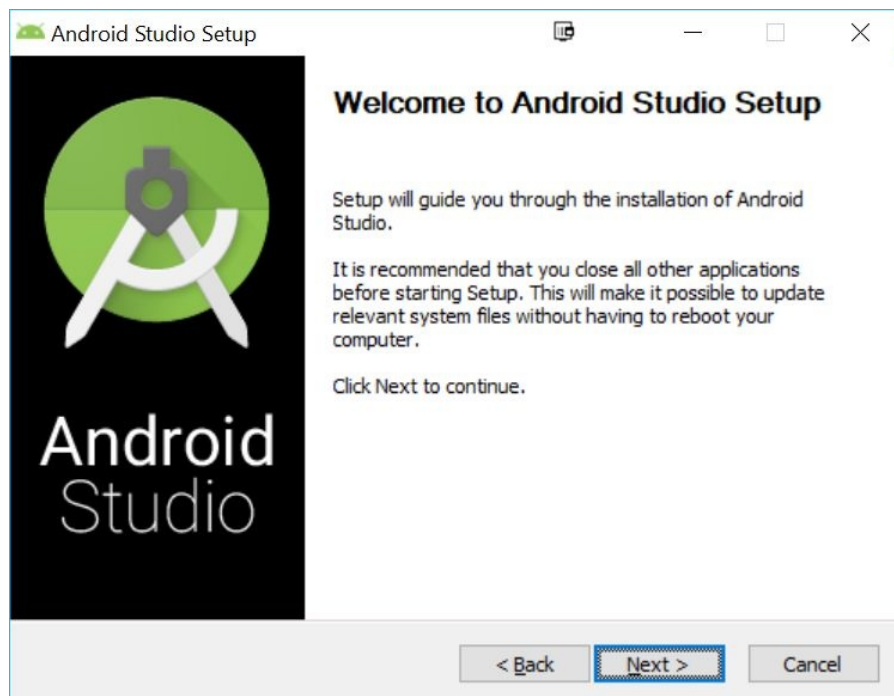 Android Studio Setup
Welcome to Android Studio Setup
Setup will guide you through the installation of Android
Studio.
It is recommended that you close all other applications
before starting Setup. This will make it possible to update
relevant system files without having to reboot your
computer.
Click Next to continue.
Android
Studio
< Back
Next >
Cancel